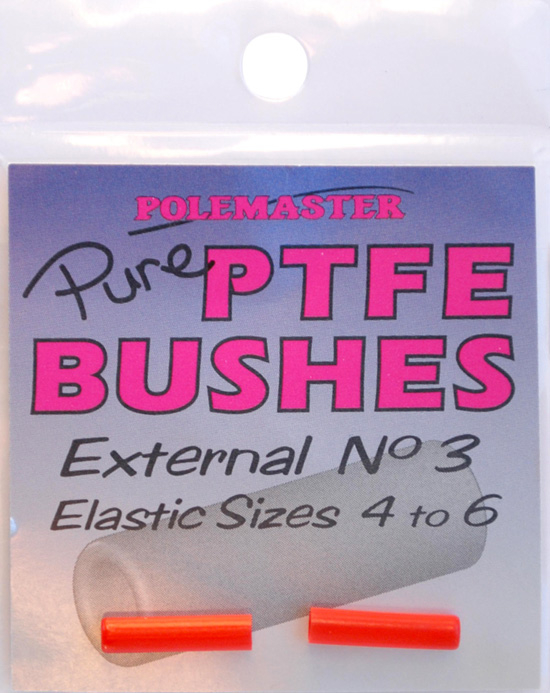 POLEMASTER
Pure PTFE
BUSHES
External Nº 3
Elastic Sizes 4 to 6